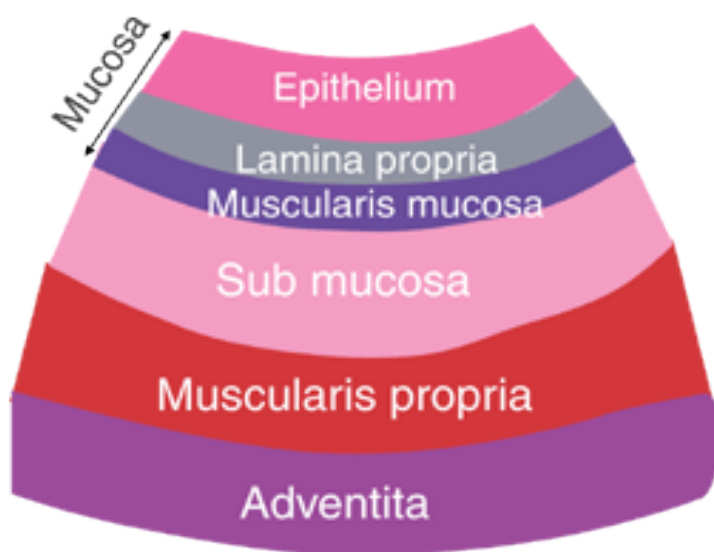 Mucosa
Epithelium
Lamina propria
Muscularis mucosa
Sub mucosa
Muscularis propria
Adventita